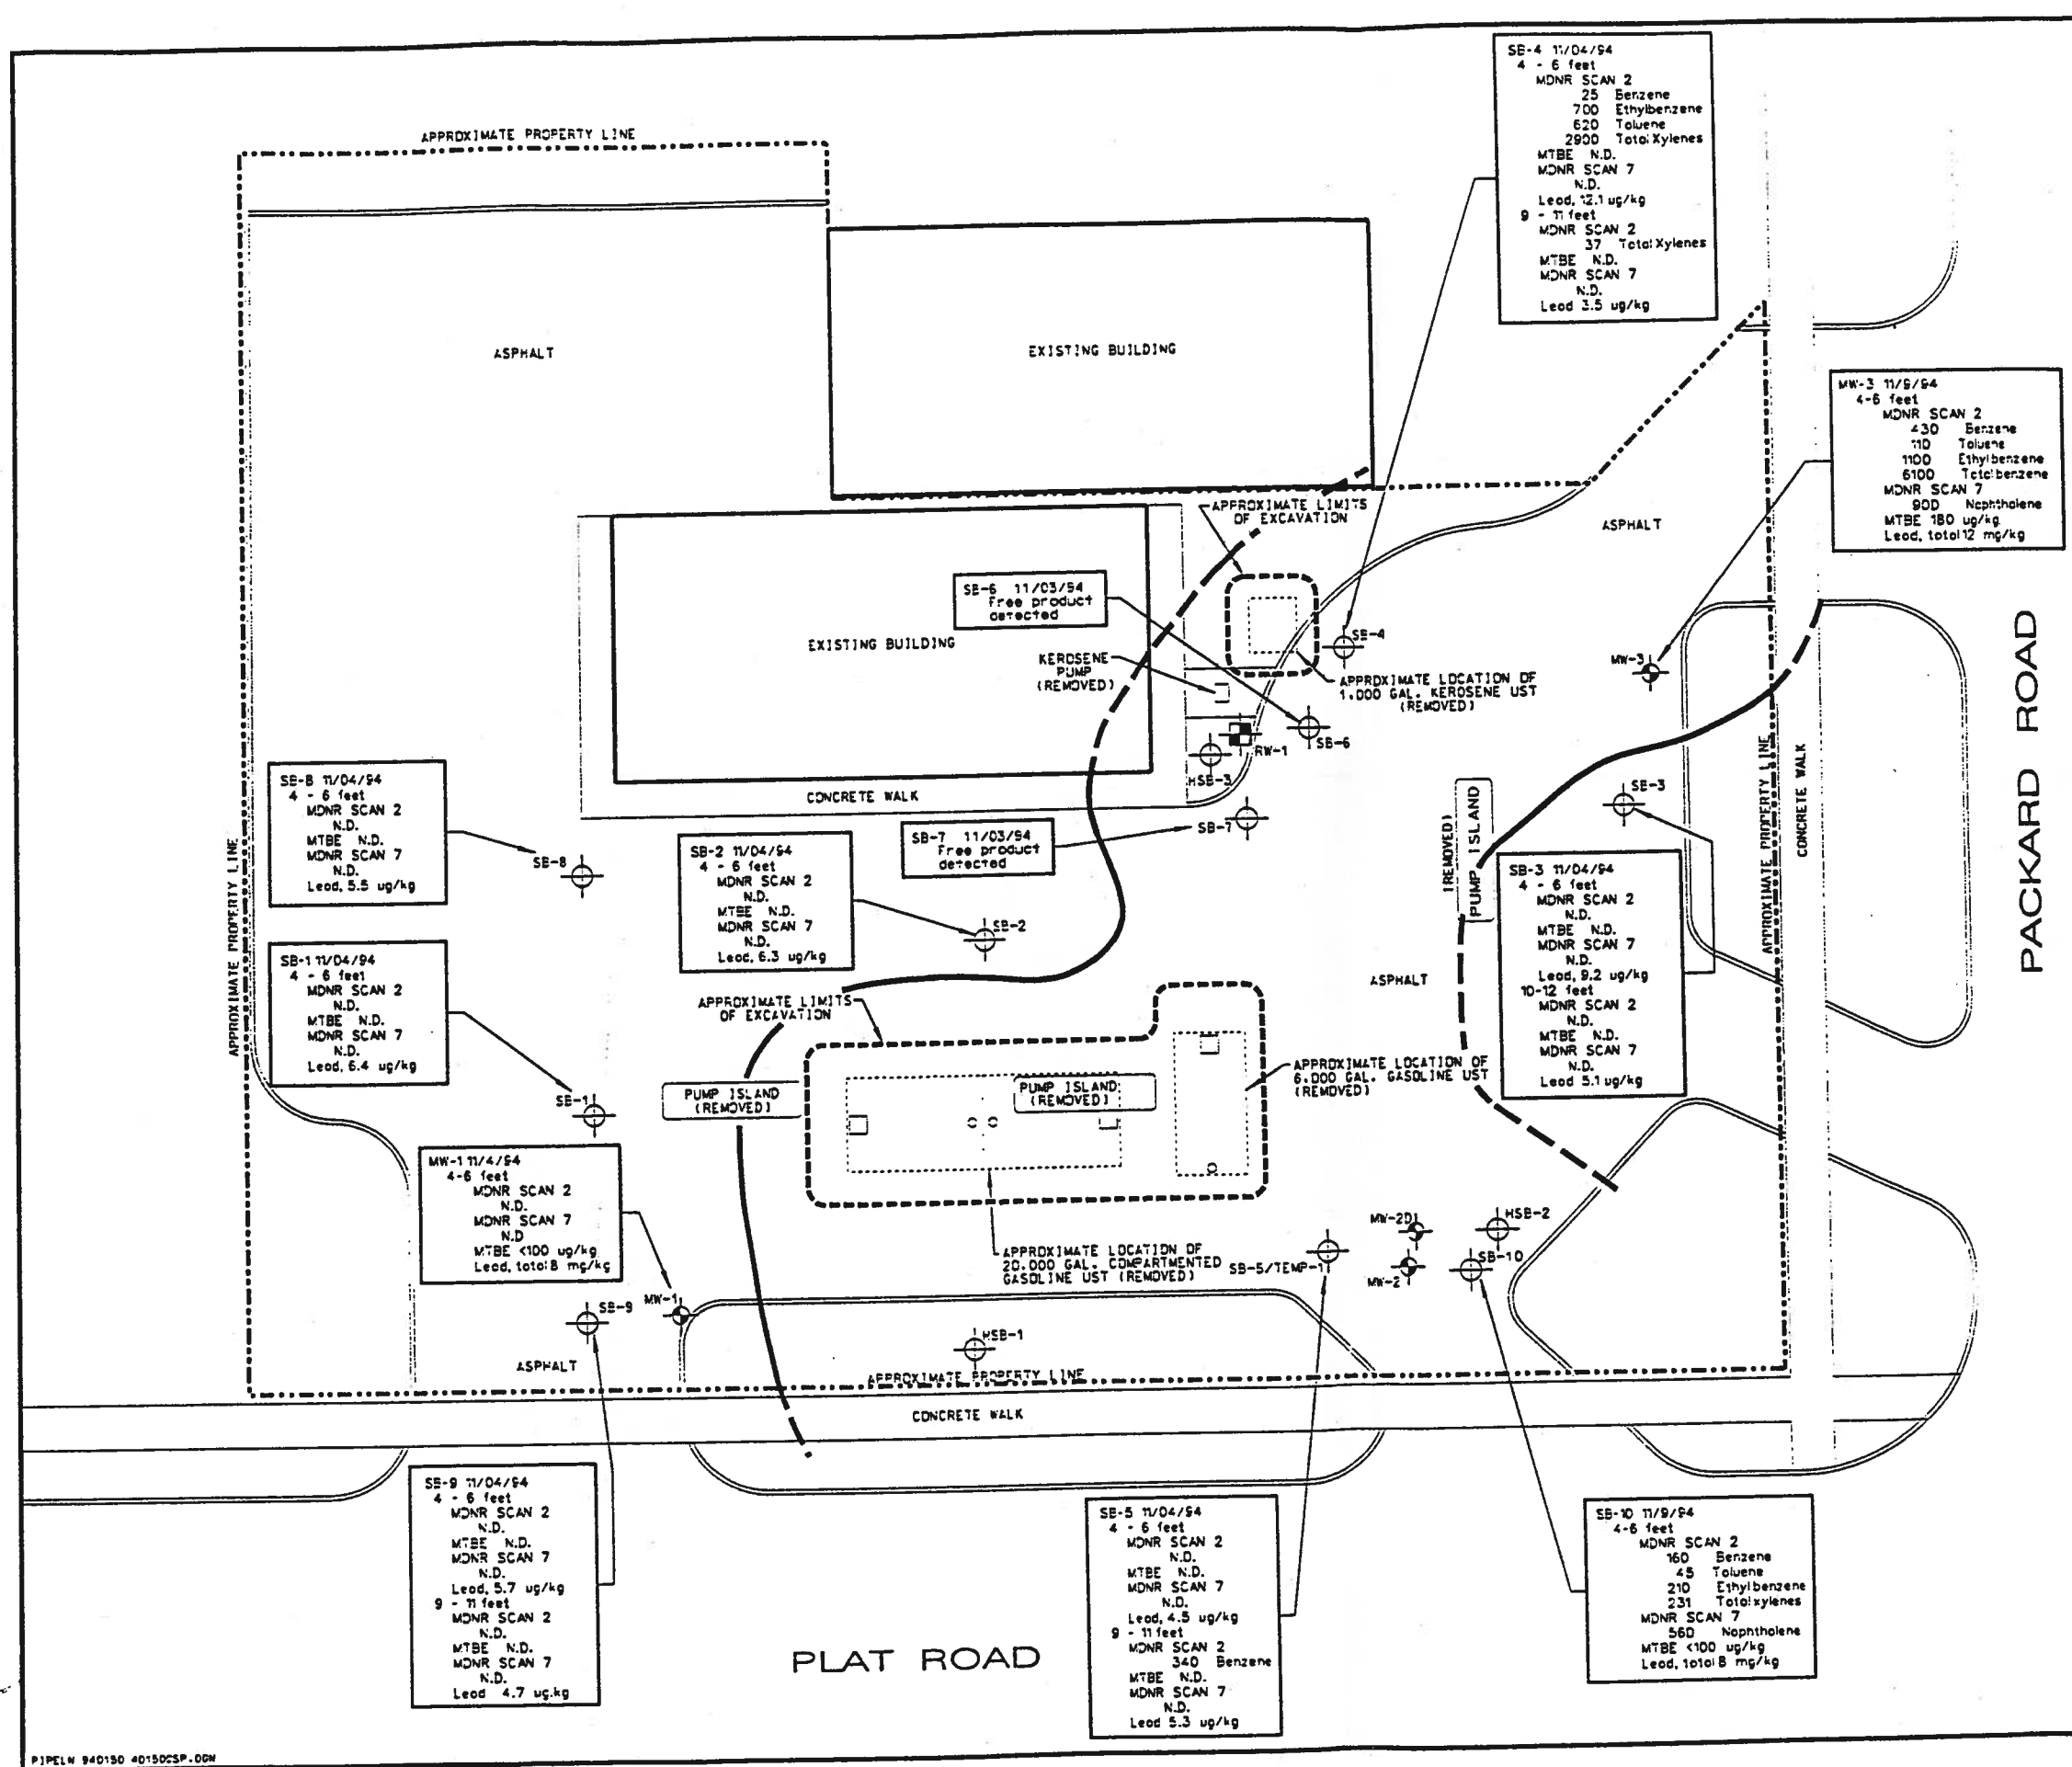 SB-4 11/04/94
4 - 6 feet
MDNR SCAN 2
25 Benzene
700 Ethylbenzene
620 Toluene
2900 Total Xylenes
MTBE N.D.
MDNR SCAN 7
N.D.
Lead, 12.1 ug/kg
9 - 11 feet
MDNR SCAN 2
37 Total Xylenes
MTBE N.D.
MDNR SCAN 7
N.D.
Lead 3.5 ug/kg
APPROXIMATE PROPERTY LINE
ASPHALT
EXISTING BUILDING
MW-3 11/9/94
4-6 feet
MDNR SCAN 2
430 Benzene
110 Toluene
1100 Ethylbenzene
6100 Total benzene
MDNR SCAN 7
900 Naphthalene
MTBE 180 ug/kg
Lead, total 12 mg/kg
APPROXIMATE LIMITS
OF EXCAVATION
ASPHALT
SB-6 11/03/94
Free product
detected
EXISTING BUILDING
KEROSENE
PUMP
(REMOVED)
SB-4
MW-3
APPROXIMATE LOCATION OF
1,000 GAL. KEROSENE UST
(REMOVED)
RW-1
SB-6
HSB-3
PACKARD ROAD
CONCRETE WALK
SB-3
CONCRETE WALK
APPROXIMATE PROPERTY LINE
SB-8 11/04/94
4 - 6 feet
MDNR SCAN 2
N.D.
MTBE N.D.
MDNR SCAN 7
N.D.
Lead, 5.5 ug/kg
SB-8
SB-7 11/03/94
Free product
detected
SB-7
SB-2 11/04/94
4 - 6 feet
MDNR SCAN 2
N.D.
MTBE N.D.
MDNR SCAN 7
N.D.
Lead, 6.3 ug/kg
SB-2
(REMOVED)
PUMP ISLAND
SB-3 11/04/94
4 - 6 feet
MDNR SCAN 2
N.D.
MTBE N.D.
MDNR SCAN 7
N.D.
Lead, 9.2 ug/kg
10-12 feet
MDNR SCAN 2
N.D.
MTBE N.D.
MDNR SCAN 7
N.D.
Lead 5.1 ug/kg
APPROXIMATE PROPERTY LINE
SB-1 11/04/94
4 - 6 feet
MDNR SCAN 2
N.D.
MTBE N.D.
MDNR SCAN 7
N.D.
Lead, 6.4 ug/kg
SB-1
ASPHALT
APPROXIMATE LIMITS
OF EXCAVATION
PUMP ISLAND
(REMOVED)
PUMP ISLAND
(REMOVED)
APPROXIMATE LOCATION OF
6,000 GAL. GASOLINE UST
(REMOVED)
MW-1 11/4/94
4-6 feet
MDNR SCAN 2
N.D.
MDNR SCAN 7
N.D
MTBE <100 ug/kg
Lead, total 8 mg/kg
APPROXIMATE LOCATION OF
20,000 GAL. COMPARTMENTED
GASOLINE UST (REMOVED)
SB-5/TEMP-1
MW-2D
MW-2
HSB-2
SB-10
SB-9
MW-1
HSB-1
ASPHALT
APPROXIMATE PROPERTY LINE
CONCRETE WALK
SB-9 11/04/94
4 - 6 feet
MDNR SCAN 2
N.D.
MTBE N.D.
MDNR SCAN 7
N.D.
Lead, 5.7 ug/kg
9 - 11 feet
MDNR SCAN 2
N.D.
MTBE N.D.
MDNR SCAN 7
N.D.
Lead 4.7 ug.kg
SB-5 11/04/94
4 - 6 feet
MDNR SCAN 2
N.D.
MTBE N.D.
MDNR SCAN 7
N.D.
Lead, 4.5 ug/kg
9 - 11 feet
MDNR SCAN 2
340 Benzene
MTBE N.D.
MDNR SCAN 7
N.D.
Lead 5.3 ug/kg
SB-10 11/9/94
4-6 feet
MDNR SCAN 2
160 Benzene
45 Toluene
210 Ethylbenzene
231 Total xylenes
MDNR SCAN 7
560 Naphthalene
MTBE <100 ug/kg
Lead, total 8 mg/kg
PLAT ROAD
PIPELN 940150 40150CSP.DGN